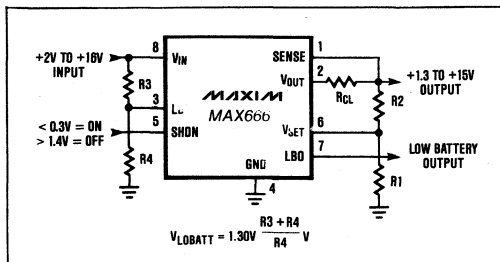 +2V TO +16V
INPUT
8
VIN
R3
3
5
SHDN
< 0.3V = ON
> 1.4V = OFF
R4
MAXIM
MAX666
GND
4
SENSE
1
VOUT
2
RCL
+1.3 TO +15V
OUTPUT
R2
VSET
6
LBO
7
LOW BATTERY
OUTPUT
R1
VLOBATT = 1.30V R3 + R4 / R4 V